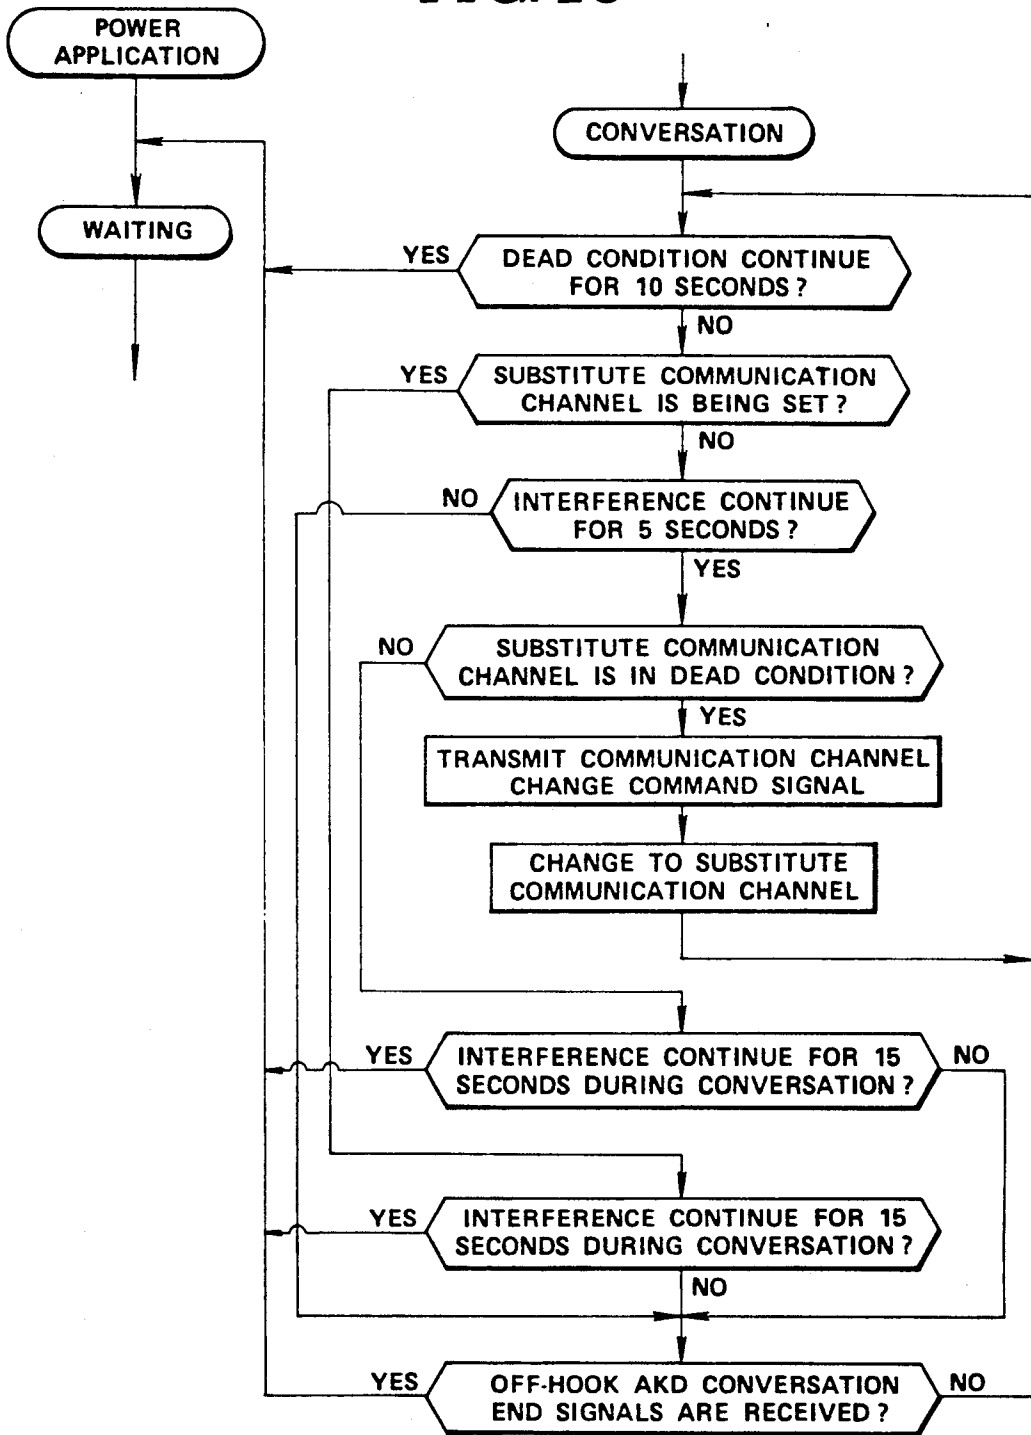 POWER
APPLICATION
WAITING
CONVERSATION
YES
DEAD CONDITION CONTINUE
FOR 10 SECONDS?
NO
YES
SUBSTITUTE COMMUNICATION
CHANNEL IS BEING SET?
NO
NO
INTERFERENCE CONTINUE
FOR 5 SECONDS?
YES
NO
SUBSTITUTE COMMUNICATION
CHANNEL IS IN DEAD CONDITION?
YES
TRANSMIT COMMUNICATION CHANNEL
CHANGE COMMAND SIGNAL
CHANGE TO SUBSTITUTE
COMMUNICATION CHANNEL
YES
INTERFERENCE CONTINUE FOR 15
SECONDS DURING CONVERSATION?
NO
YES
INTERFERENCE CONTINUE FOR 15
SECONDS DURING CONVERSATION?
NO
YES
OFF-HOOK AKD CONVERSATION
END SIGNALS ARE RECEIVED?
NO